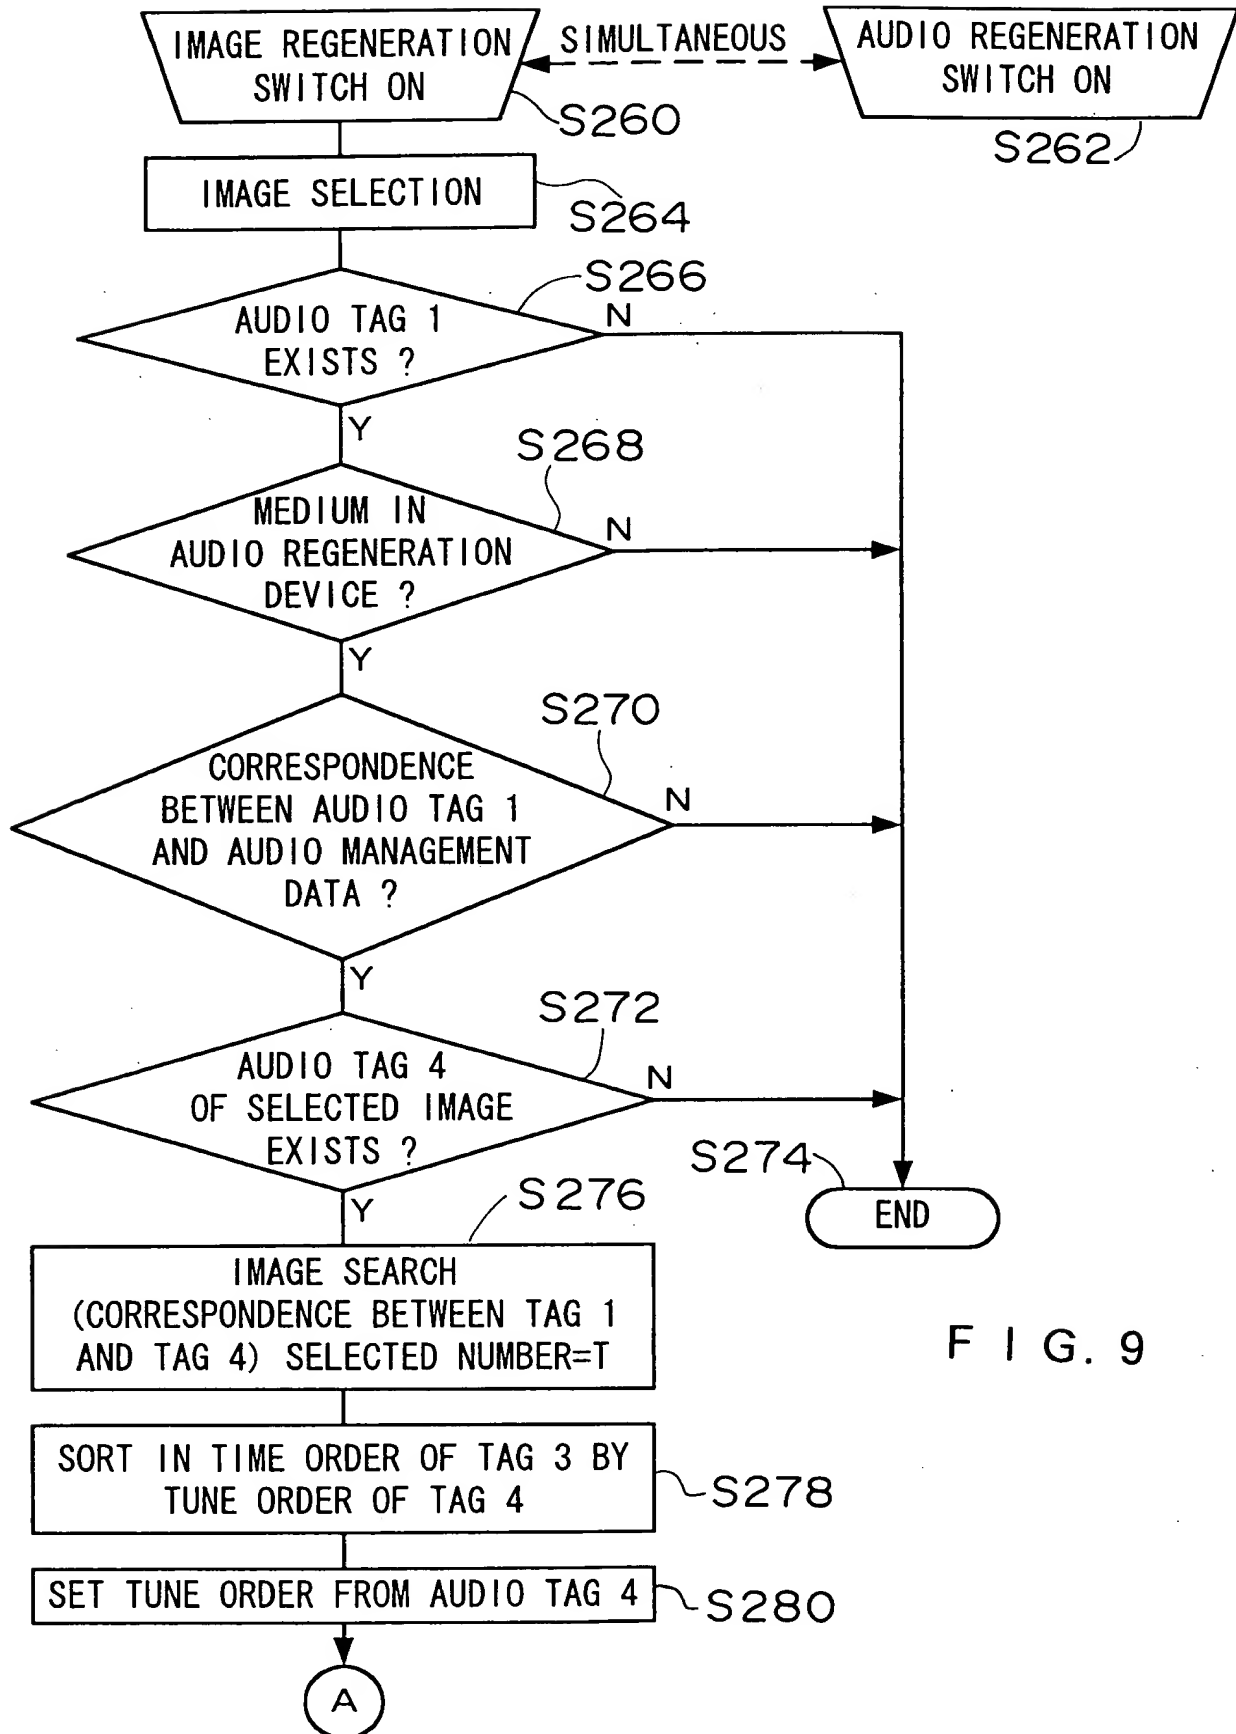 IMAGE REGENERATION
SWITCH ON
SIMULTANEOUS
AUDIO REGENERATION
SWITCH ON
S260
S262
IMAGE SELECTION
S264
S266
AUDIO TAG 1
EXISTS ?
N
Y
S268
MEDIUM IN
AUDIO REGENERATION
DEVICE ?
N
Y
S270
CORRESPONDENCE
BETWEEN AUDIO TAG 1
AND AUDIO MANAGEMENT
DATA ?
N
Y
S272
AUDIO TAG 4
OF SELECTED IMAGE
EXISTS ?
N
Y
S274
END
S276
IMAGE SEARCH
(CORRESPONDENCE BETWEEN TAG 1
AND TAG 4) SELECTED NUMBER=T
FIG. 9
SORT IN TIME ORDER OF TAG 3 BY
TUNE ORDER OF TAG 4
S278
SET TUNE ORDER FROM AUDIO TAG 4
S280
A